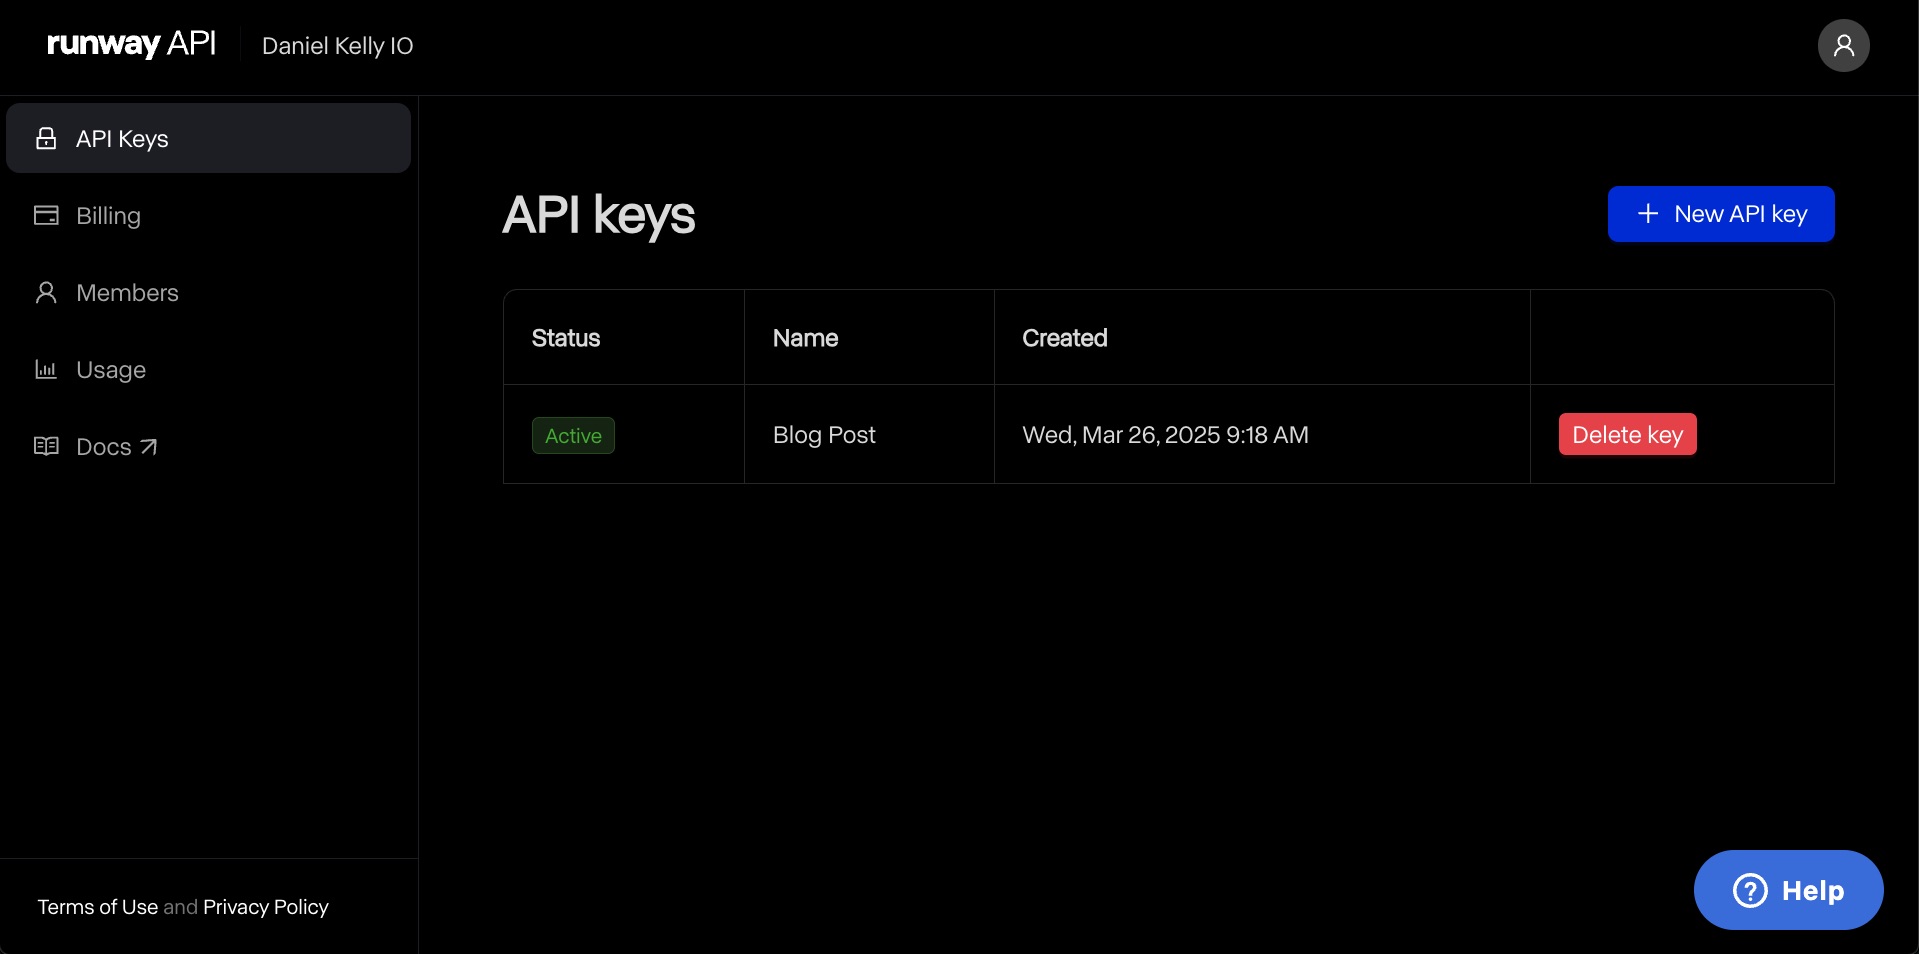 runway API
Daniel Kelly IO
API Keys
Billing
Members
Usage
Docs
Terms of Use and Privacy Policy
API keys
New API key
Status Name Created
Active Blog Post Wed, Mar 26, 2025 9:18 AM Delete key
Help